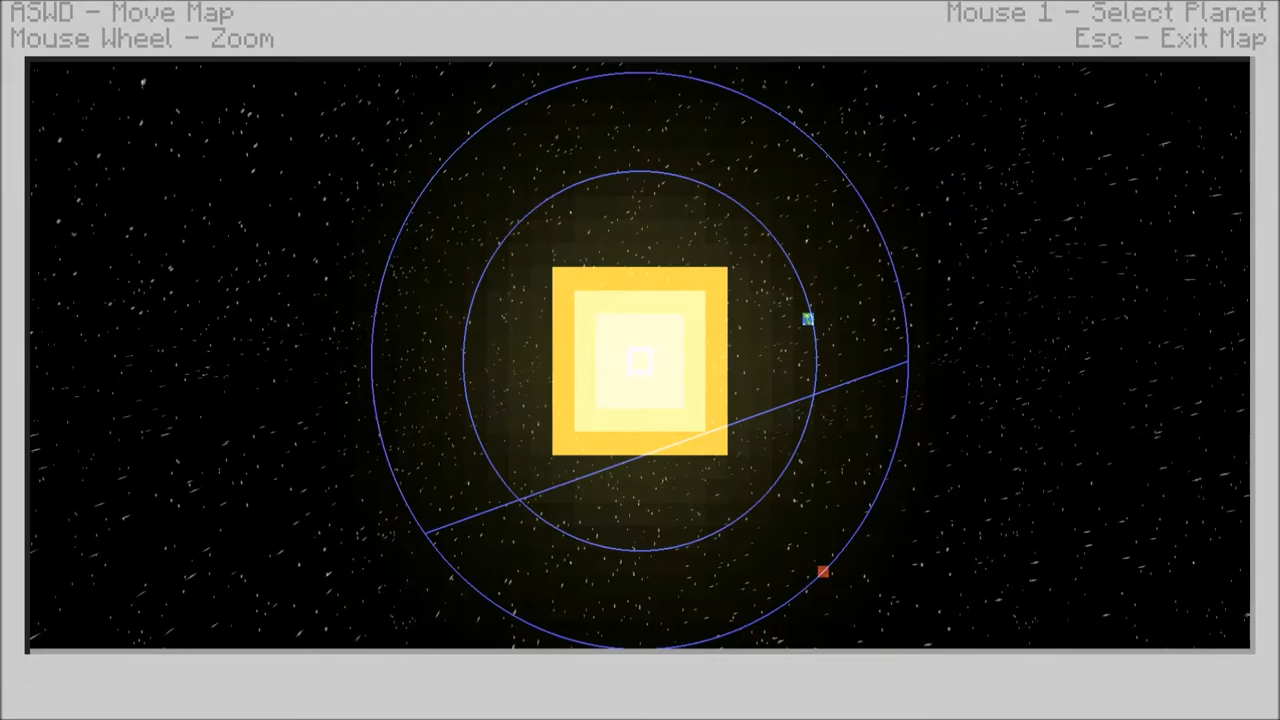 ASWD - Move Map
Mouse Wheel - Zoom
Mouse 1 - Select Planet
Esc - Exit Map